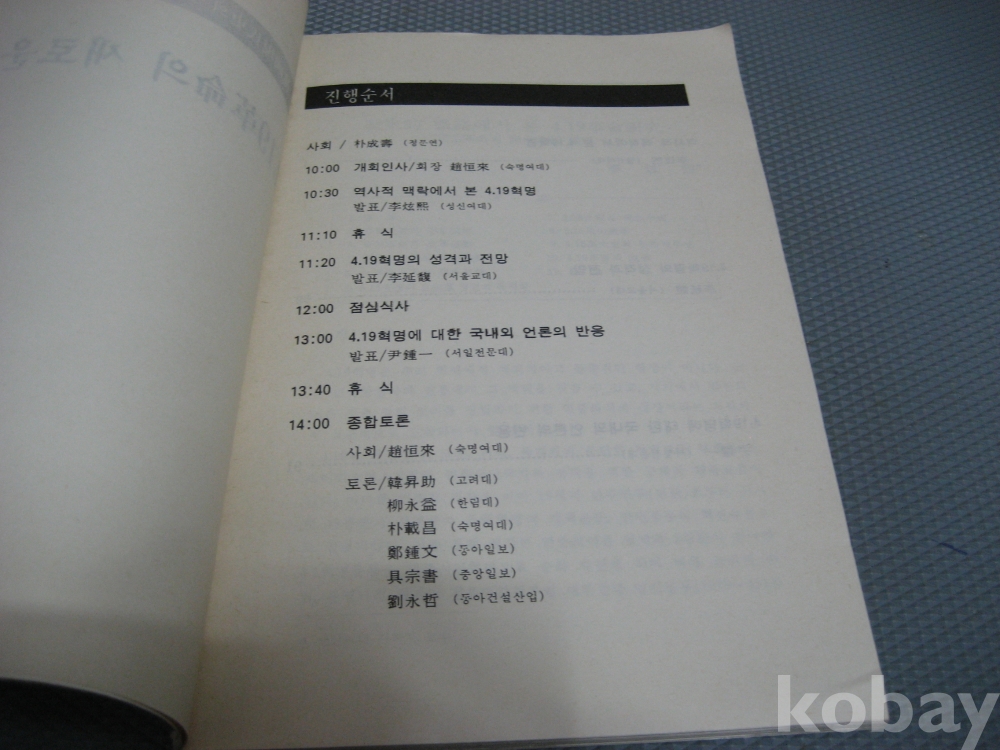 진행순서
사회 / 朴成壽 (정문연)
10:00 개회인사/회장 趙恒來 (숙명여대)
10:30 역사적 맥락에서 본 4.19혁명
발표/李炫熙 (성신여대)
11:10 휴 식
11:20 4.19혁명의 성격과 전망
발표/李延馥 (서울교대)
12:00 점심식사
13:00 4.19혁명에 대한 국내외 언론의 반응
발표/尹鍾一 (서일전문대)
13:40 휴 식
14:00 종합토론
사회/趙恒來 (숙명여대)
토론/韓昇助 (고려대)
柳永益 (한림대)
朴載昌 (숙명여대)
鄭鍾文 (동아일보)
具宗書 (중앙일보)
劉永哲 (동아건설산업)
kobay